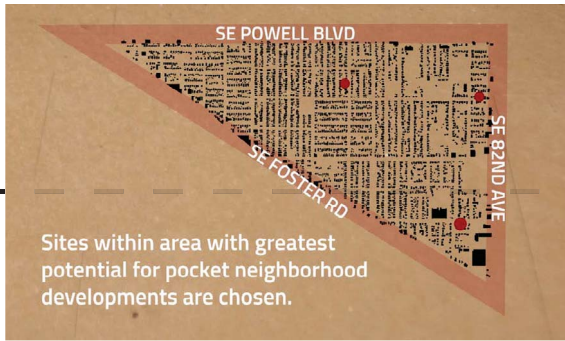 SE POWELL BLVD
SE 82ND AVE
SE FOSTER RD
Sites within area with greatest
potential for pocket neighborhood
developments are chosen.